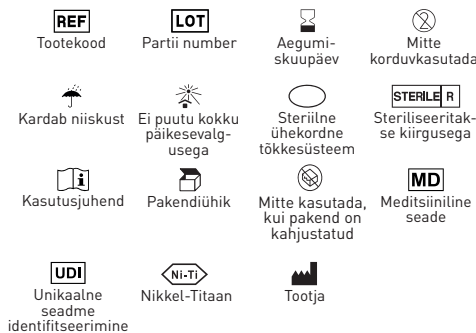 REF
Tootekood
LOT
Partii number
Aegumi-
skuupäev
Mitte
korduvkasutada
Kardab niiskust
Ei puutu kokku
päikesevalg-
usega
Steriilne
ühekordne
tõkkesüsteem
STERILE R
Steriliseeritak-
se kiirgusega
i
Kasutusjuhend
Pakendiühik
Mitte kasutada,
kui pakend on
kahjustatud
MD
Meditsiiniline
seade
UDI
Unikaalne
seadme
identifitseerimine
Ni-Ti
Nikkel-Titaan
Tootja